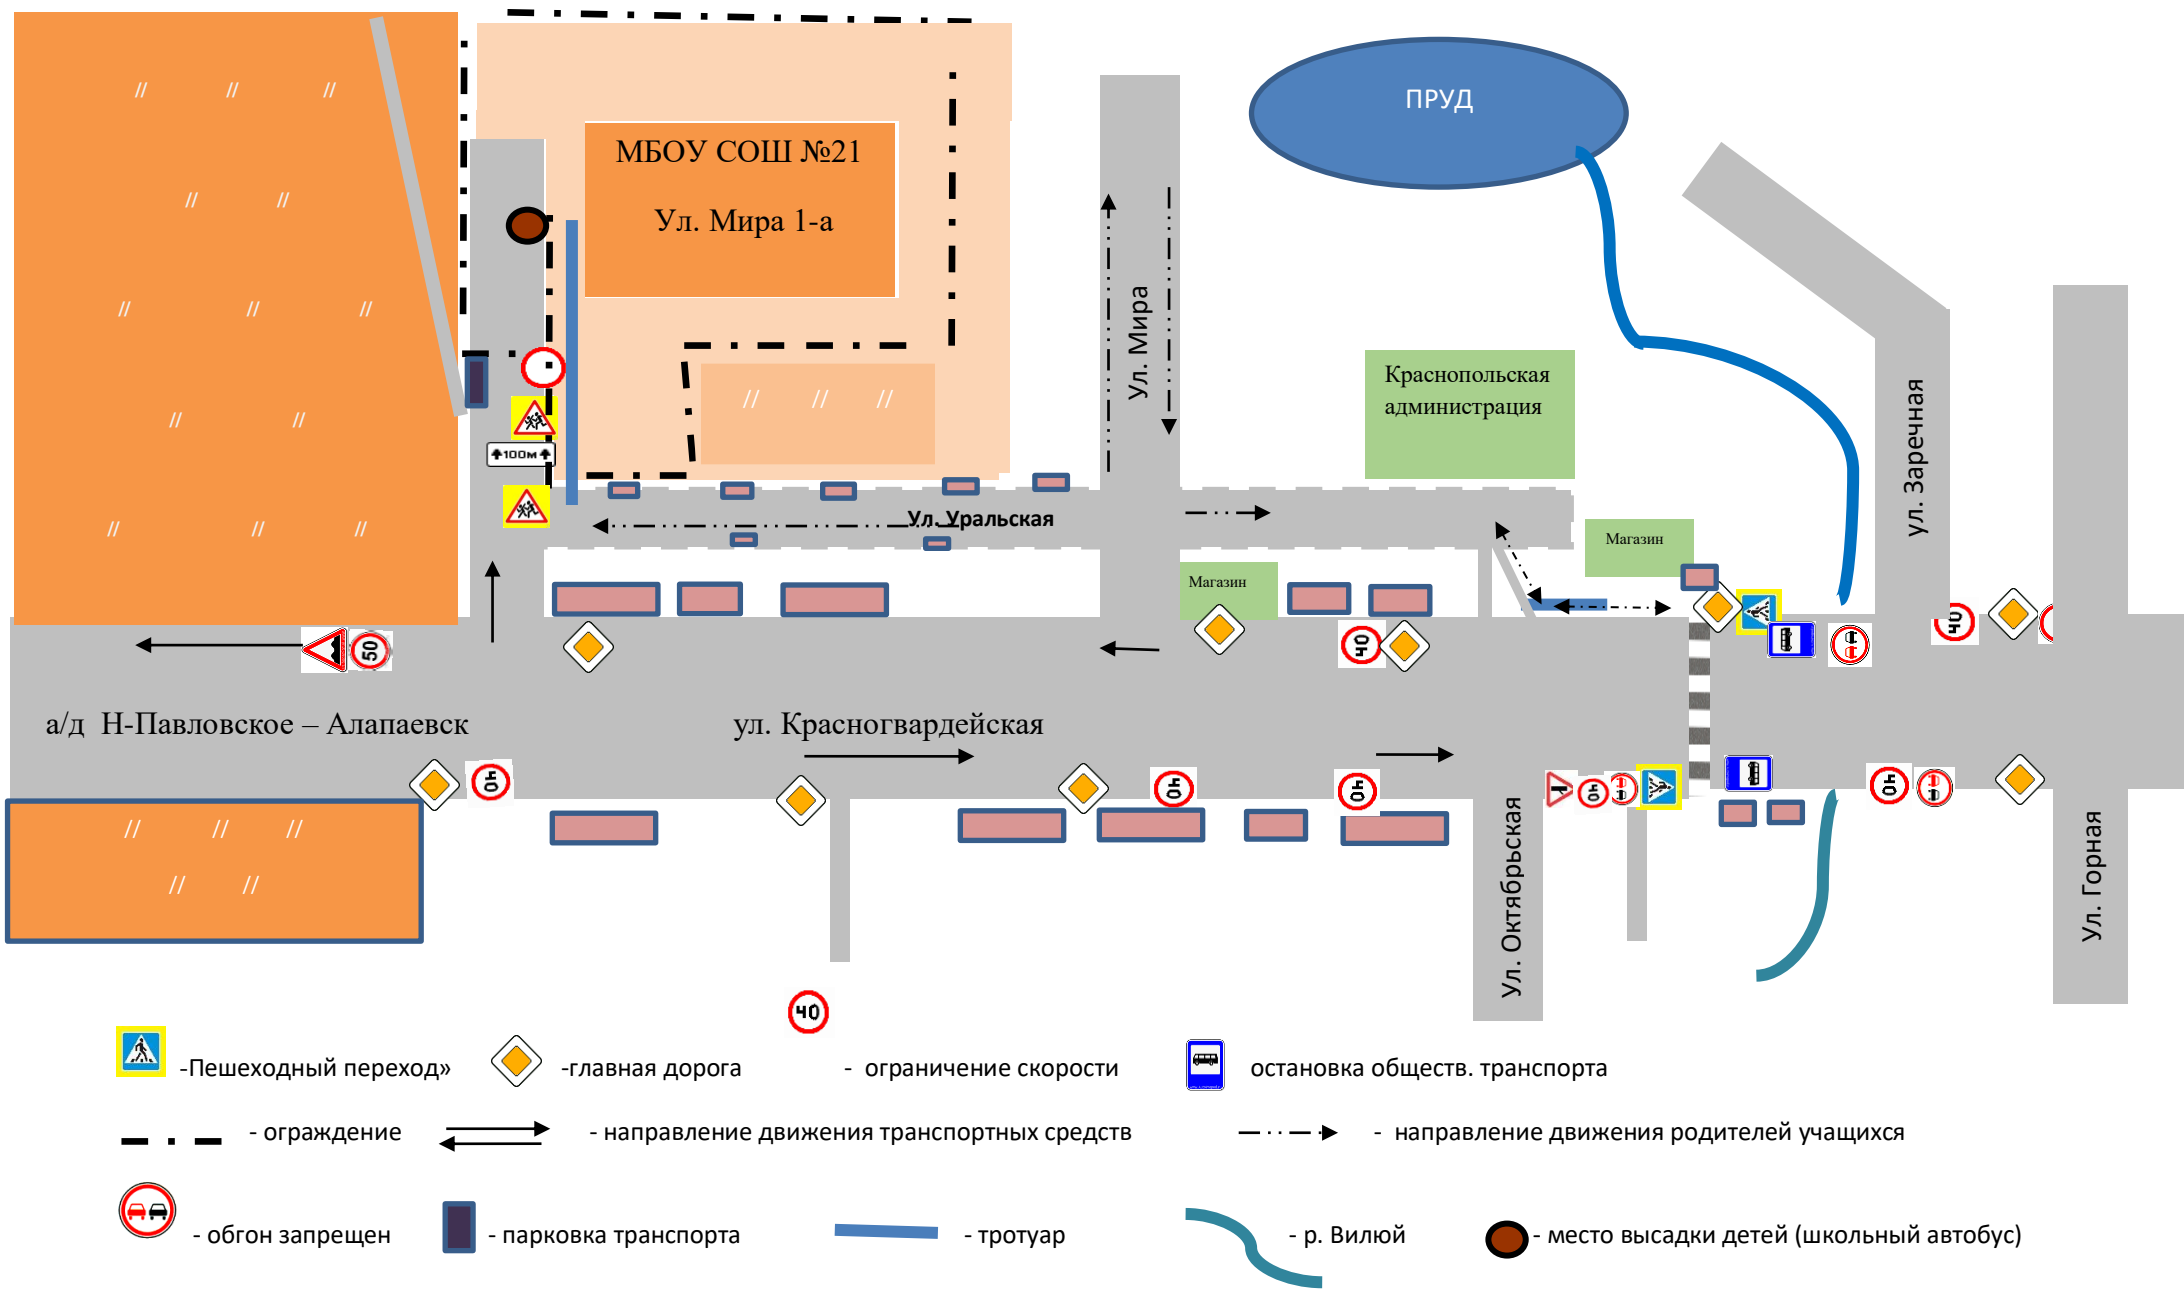 ПРУД
МБОУ СОШ №21
Ул. Мира 1-а
Ул. Мира
Краснопольская
администрация
ул. Заречная
100м
Ул. Уральская
Магазин
Магазин
50
40
40
а/д Н-Павловское – Алапаевск
ул. Красногвардейская
40
40
40
40
40
Ул. Октябрьская
Ул. Горная
40
-Пешеходный переход»
-главная дорога
- ограничение скорости
остановка обществ. транспорта
- ограждение
- направление движения транспортных средств
- направление движения родителей учащихся
- обгон запрещен
- парковка транспорта
- тротуар
- р. Вилюй
- место высадки детей (школьный автобус)